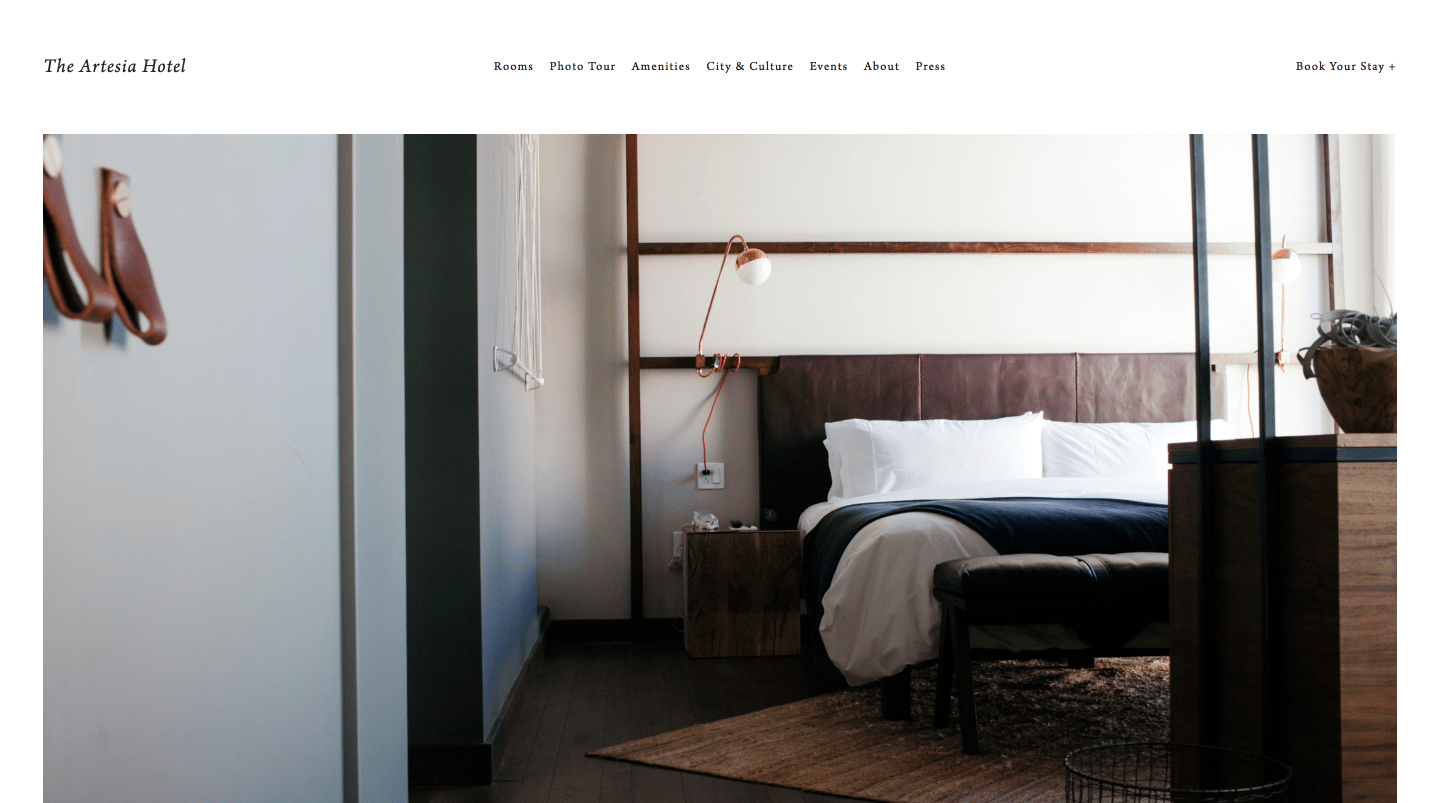 The Artesia Hotel
Rooms Photo Tour Amenities City & Culture Events About Press
Book Your Stay +